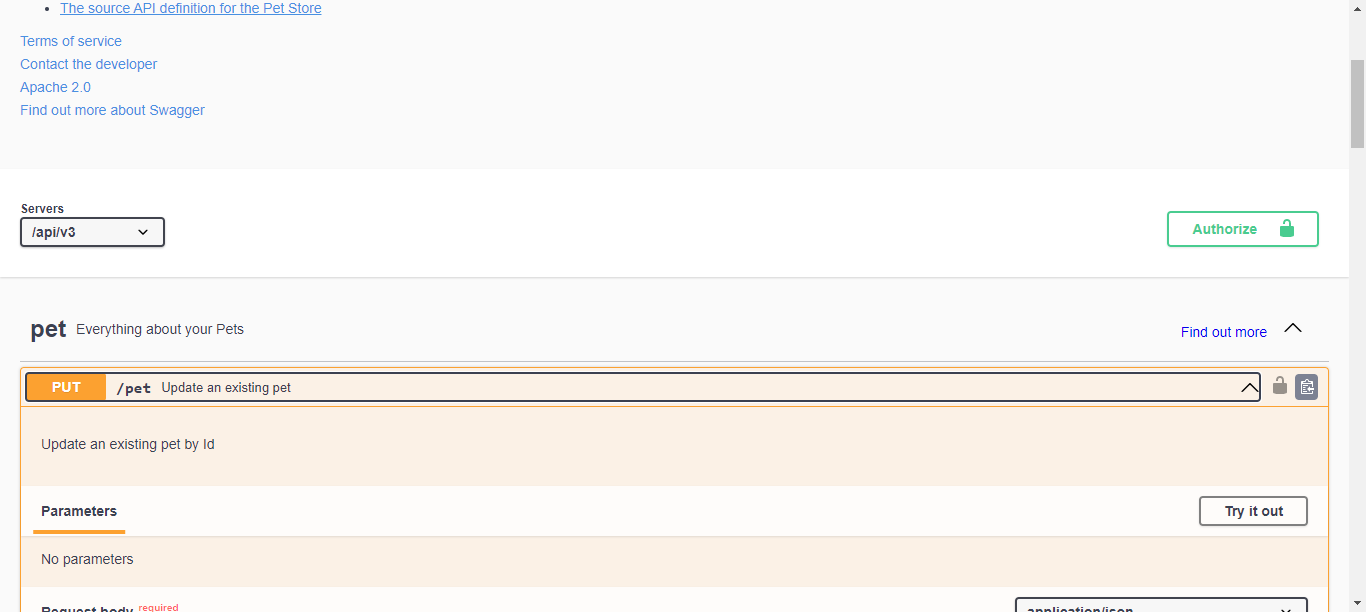 The source API definition for the Pet Store
Terms of service
Contact the developer
Apache 2.0
Find out more about Swagger
Servers
/api/v3
Authorize
pet Everything about your Pets
Find out more
PUT /pet Update an existing pet
Update an existing pet by Id
Parameters
Try it out
No parameters
Request body required
application/json